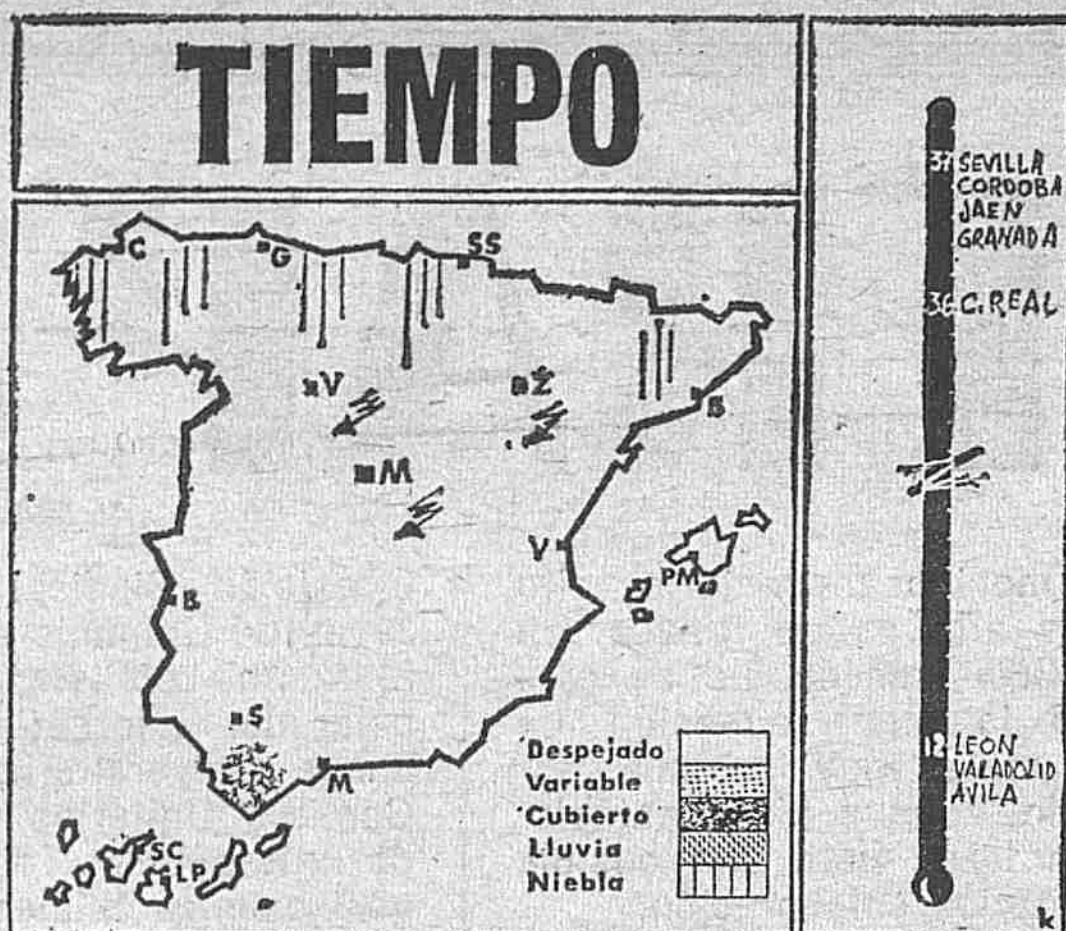 TIEMPO
C
G
SS
V
Z
B
M
V
PM
B
S
M
SC
LP
Despejado
Variable
Cubierto
Lluvia
Niebla
37 SEVILLA
CORDOBA
JAEN
GRANADA
36 C. REAL
12 LEON
VALADOLID
AVILA
k